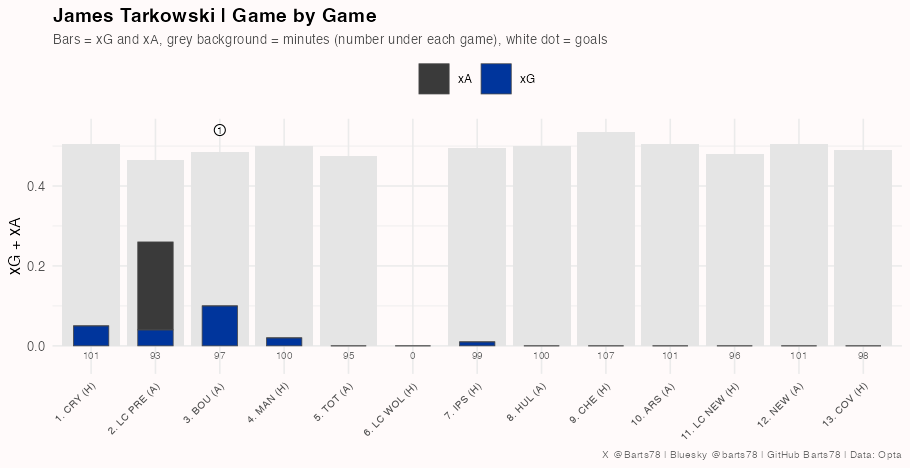 James Tarkowski | Game by Game
Bars = xG and xA, grey background = minutes (number under each game), white dot = goals
xA xG
1
xG + xA
0.4
0.2
0.0
101 93 97 100 95 0 99 100 107 101 96 101 98
1. CRY (H)
2. LC PRE (A)
3. BOU (A)
4. MAN (H)
5. TOT (A)
6. LC WOL (H)
7. IPS (H)
8. HUL (A)
9. CHE (H)
10. ARS (A)
11. LC NEW (H)
12. NEW (A)
13. COV (H)
X @Barts78 | Bluesky @barts78 | GitHub Barts78 | Data: Opta